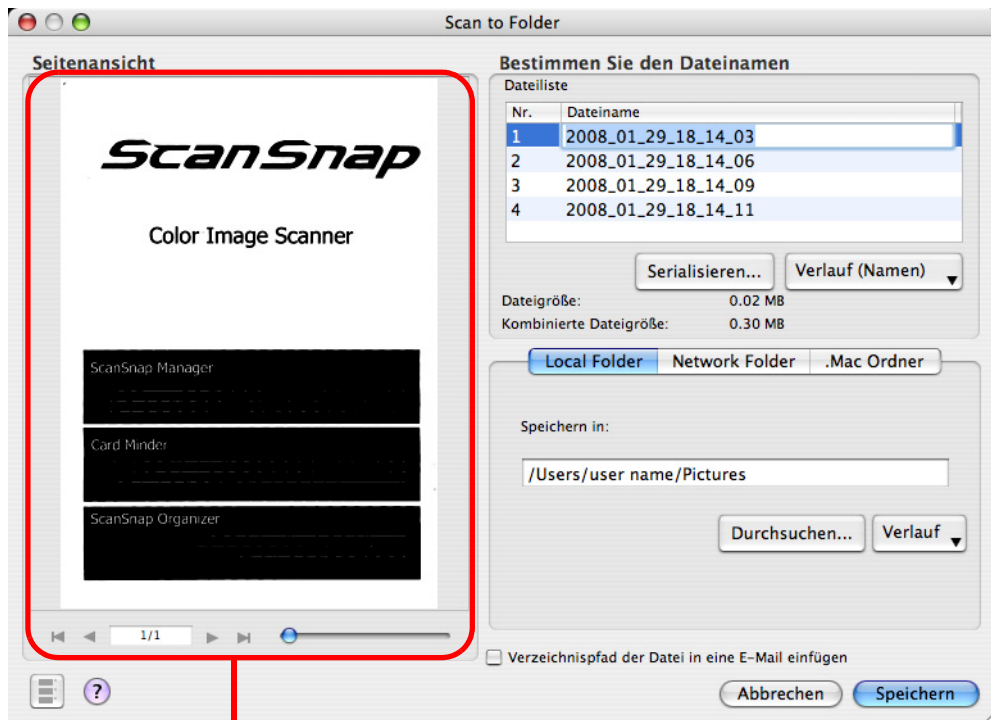 Scan to Folder
Seitenansicht
ScanSnap
Color Image Scanner
ScanSnap Manager
Card Minder
ScanSnap Organizer
1/1
?
Bestimmen Sie den Dateinamen
Dateiliste
Nr. Dateiname
1 2008_01_29_18_14_03
2 2008_01_29_18_14_06
3 2008_01_29_18_14_09
4 2008_01_29_18_14_11
Serialisieren... Verlauf (Namen)
Dateigröße: 0.02 MB
Kombinierte Dateigröße: 0.30 MB
Local Folder Network Folder .Mac Ordner
Speichern in:
/Users/user name/Pictures
Durchsuchen... Verlauf
Verzeichnispfad der Datei in eine E-Mail einfügen
Abbrechen Speichern